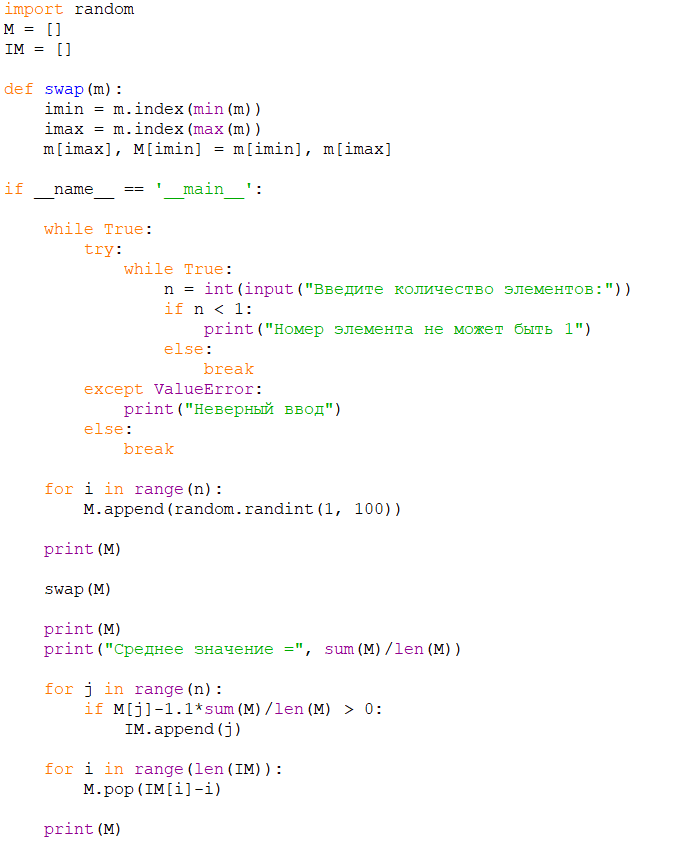 import random
M = []
IM = []
def swap(m):
    imin = m.index(min(m))
    imax = m.index(max(m))
    m[imax], M[imin] = m[imin], m[imax]
if __name__ == '__main__':
    while True:
        try:
            while True:
                n = int(input("Введите количество элементов:"))
                if n < 1:
                    print("Номер элемента не может быть 1")
                else:
                    break
        except ValueError:
            print("Неверный ввод")
        else:
            break
    for i in range(n):
        M.append(random.randint(1, 100))
    print(M)
    swap(M)
    print(M)
    print("Среднее значение =", sum(M)/len(M))
    for j in range(n):
        if M[j]-1.1*sum(M)/len(M) > 0:
            IM.append(j)
    for i in range(len(IM)):
        M.pop(IM[i]-i)
    print(M)